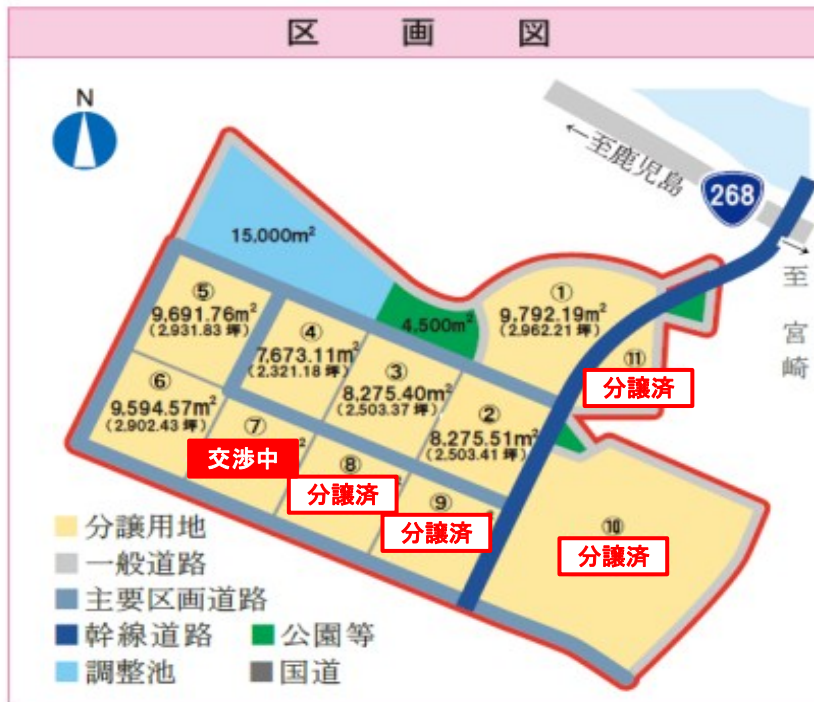 区画図
N
←至鹿児島
268
→至宮崎
15,000m²
4,500m²
①
9,792.19m²
(2,962.21坪)
⑪
分譲済
⑤
9,691.76m²
(2,931.83坪)
④
7,673.11m²
(2,321.18坪)
③
8,275.40m²
(2,503.37坪)
②
8,275.51m²
(2,503.41坪)
⑥
9,594.57m²
(2,902.43坪)
⑦
交渉中
⑧
分譲済
⑨
分譲済
⑩
分譲済
分譲用地
一般道路
主要区画道路
幹線道路 公園等
調整池 国道